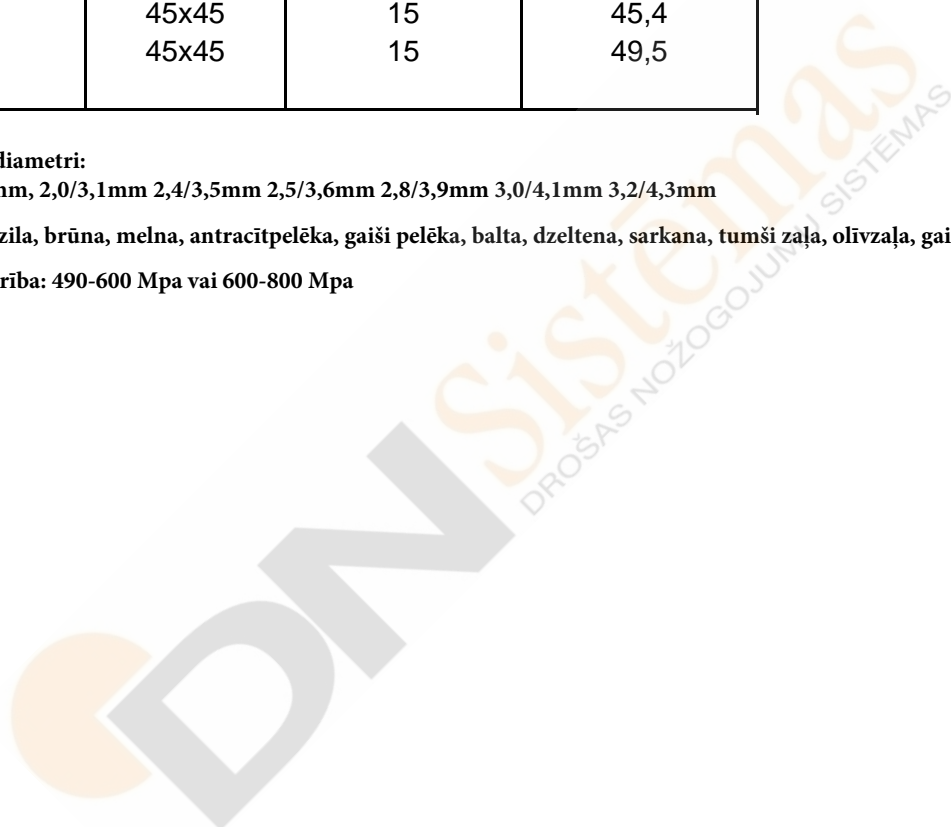 45x45 15 45,4
45x45 15 49,5
diametri:
mm, 2,0/3,1mm 2,4/3,5mm 2,5/3,6mm 2,8/3,9mm 3,0/4,1mm 3,2/4,3mm
zila, brūna, melna, antracītpelēka, gaiši pelēka, balta, dzeltena, sarkana, tumši zaļa, olīvzaļa, gai
rība: 490-600 Mpa vai 600-800 Mpa
DNSistēmas
DROŠAS NOŽOGOJUMU SISTĒMAS